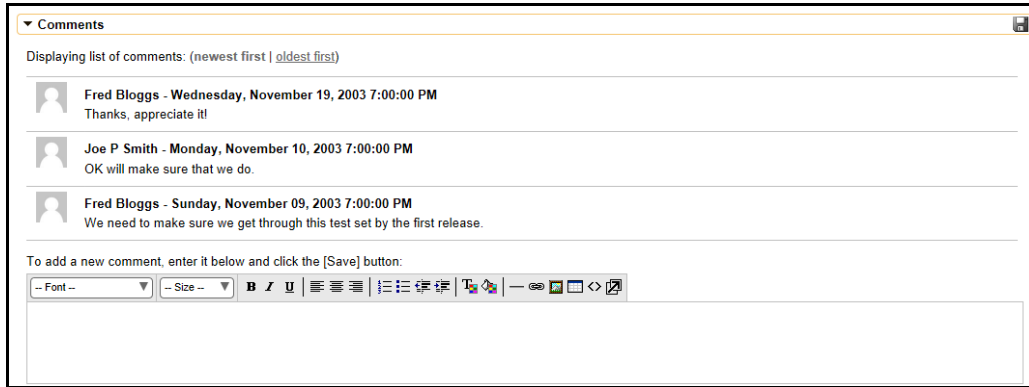 Comments
Displaying list of comments: (newest first | oldest first)
Fred Bloggs - Wednesday, November 19, 2003 7:00:00 PM
Thanks, appreciate it!
Joe P Smith - Monday, November 10, 2003 7:00:00 PM
OK will make sure that we do.
Fred Bloggs - Sunday, November 09, 2003 7:00:00 PM
We need to make sure we get through this test set by the first release.
To add a new comment, enter it below and click the [Save] button:
-- Font -- -- Size -- B I U